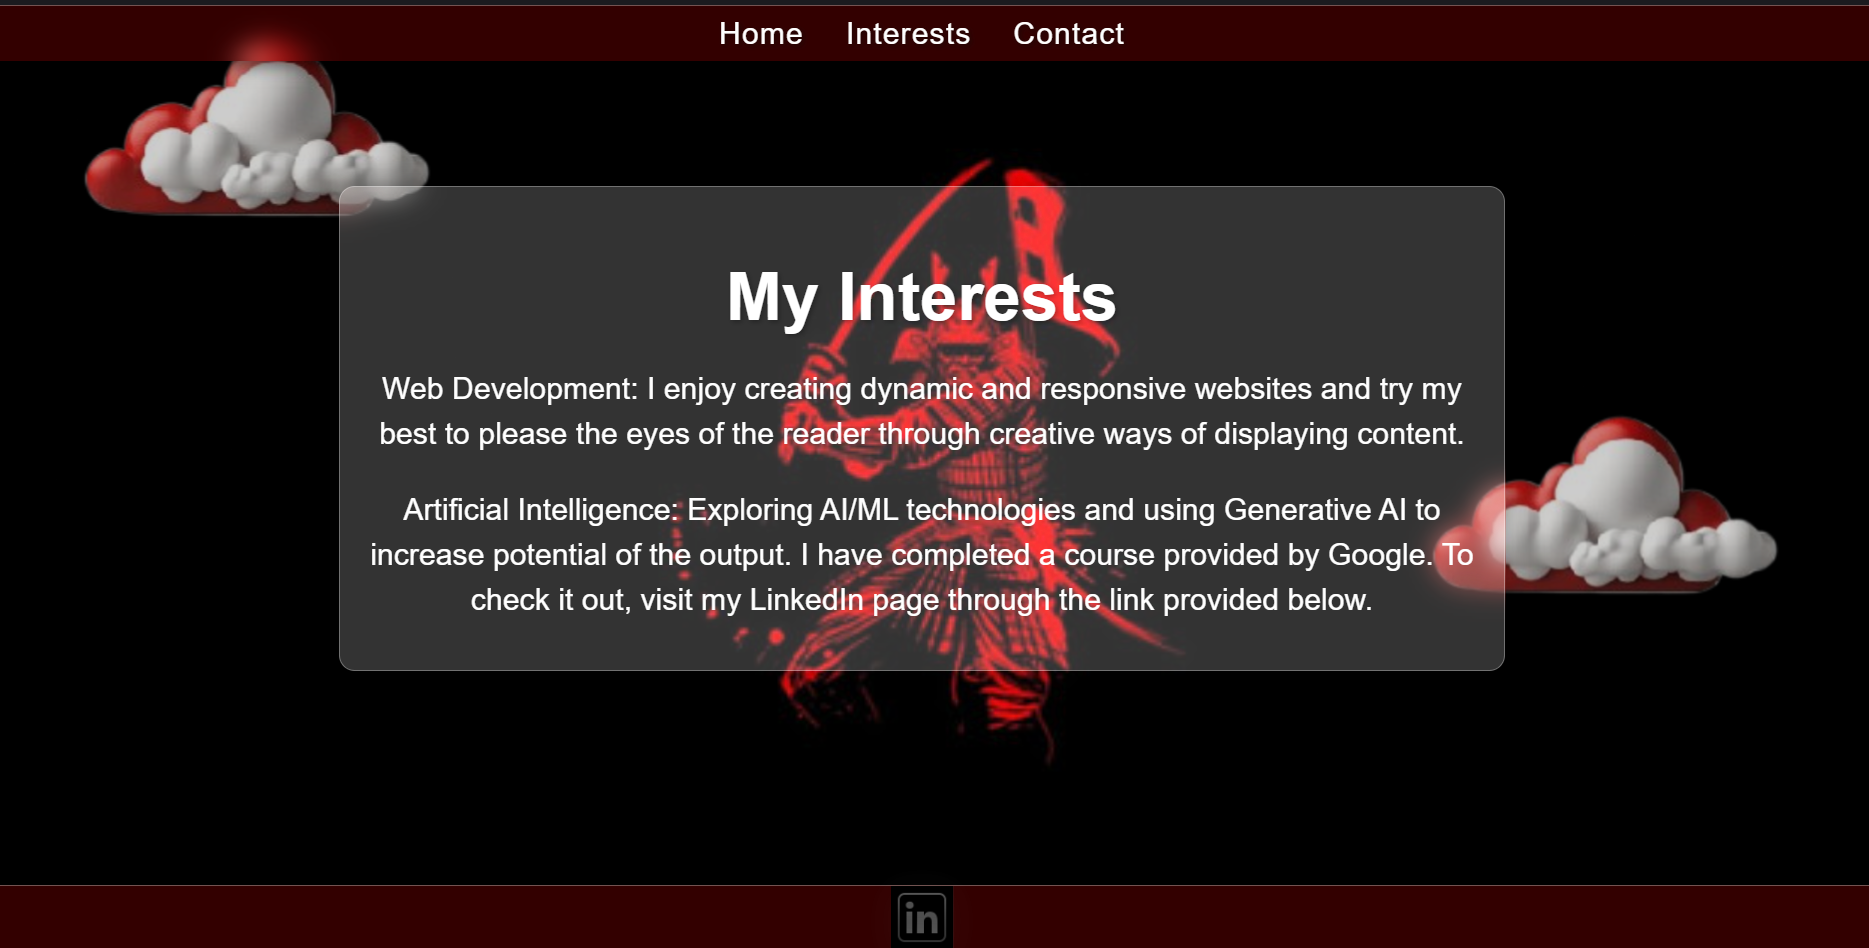 Home Interests Contact
My Interests
Web Development: I enjoy creating dynamic and responsive websites and try my
best to please the eyes of the reader through creative ways of displaying content.
Artificial Intelligence: Exploring AI/ML technologies and using Generative AI to
increase potential of the output. I have completed a course provided by Google. To
check it out, visit my LinkedIn page through the link provided below.
in